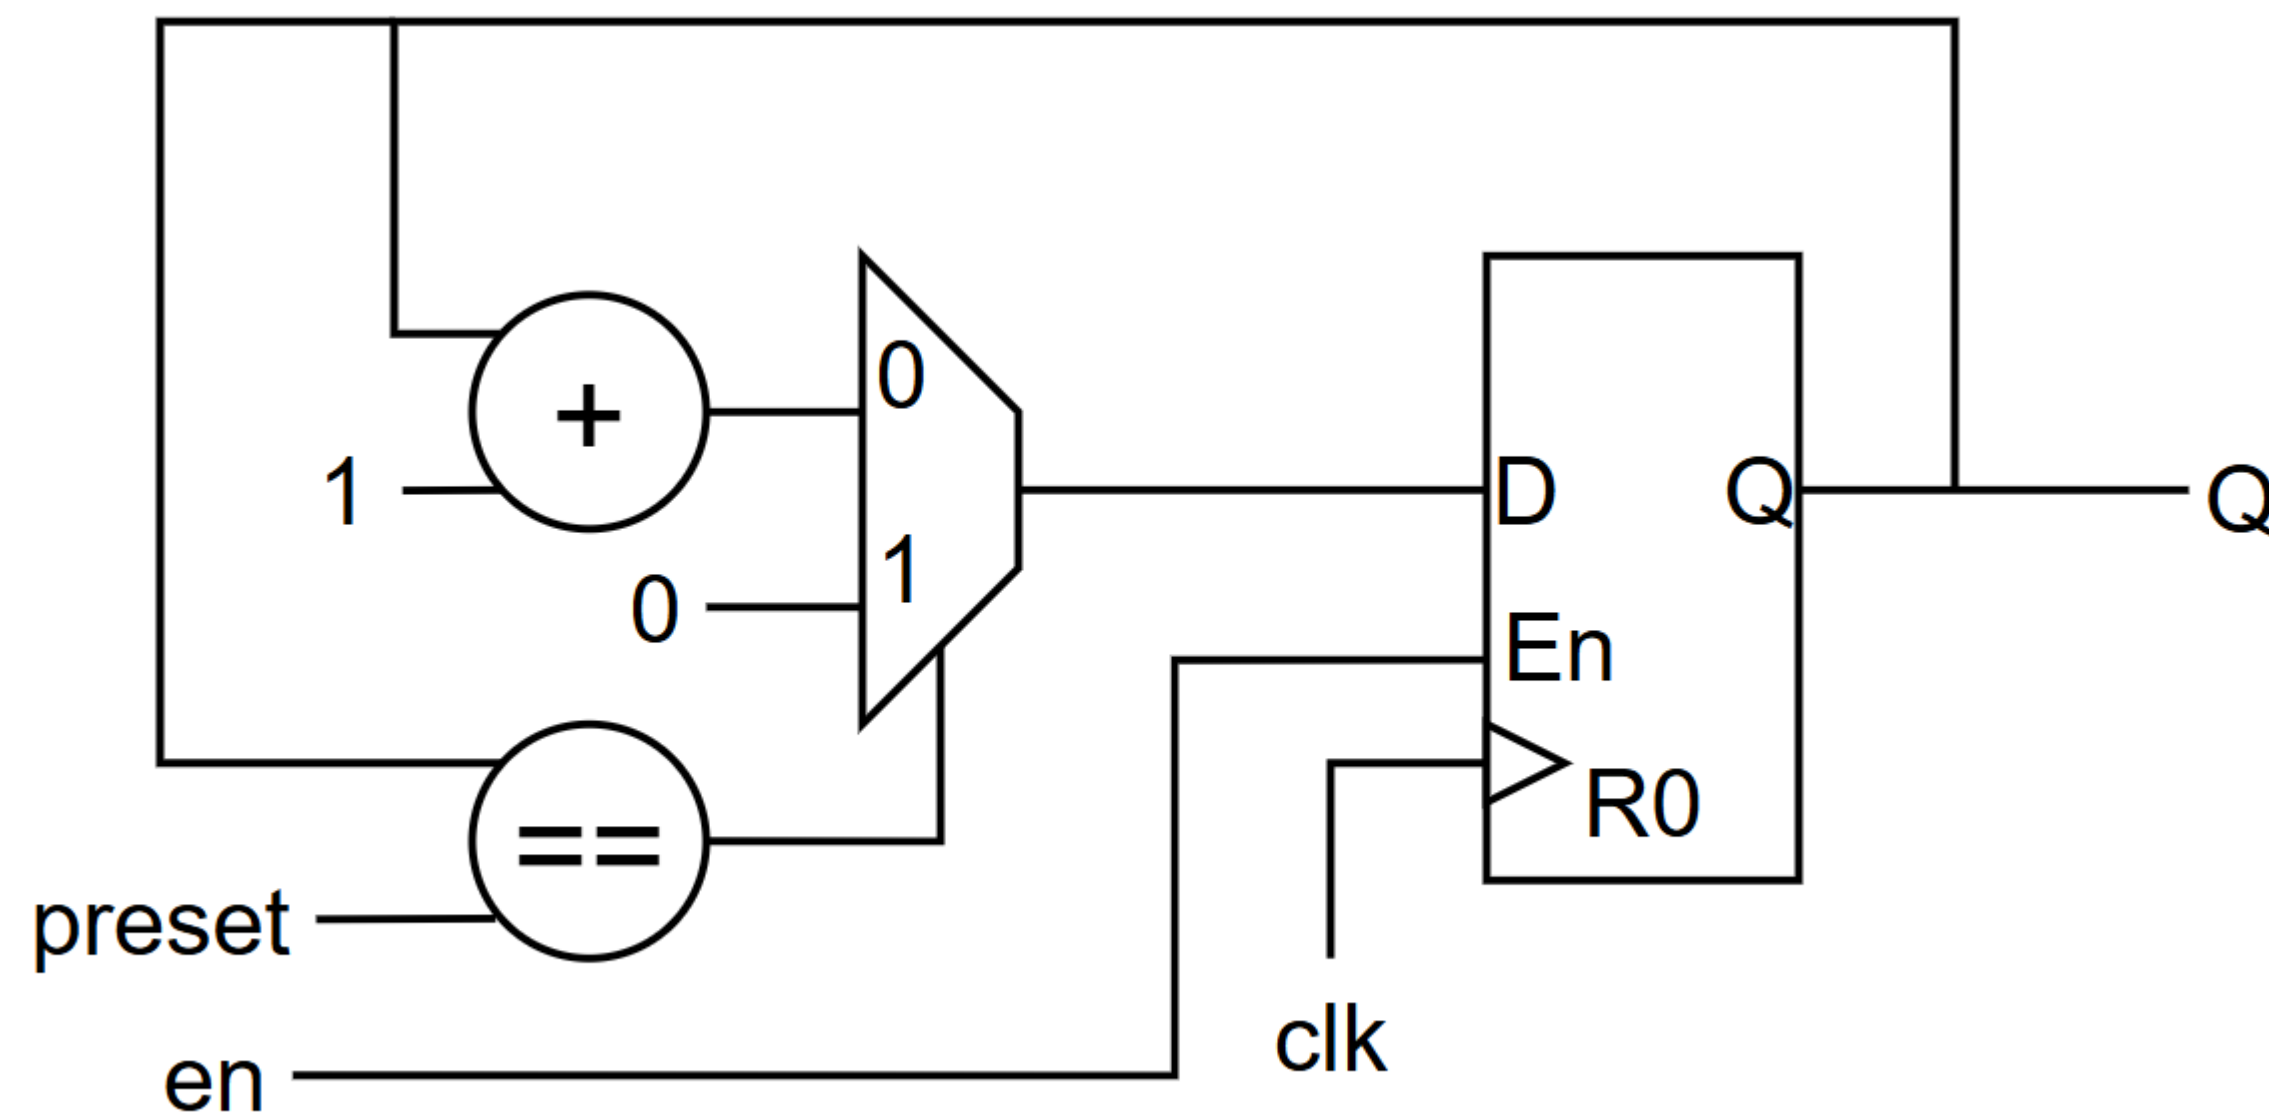 0
+
1
D
Q
Q
1
0
En
R0
==
preset
clk
en